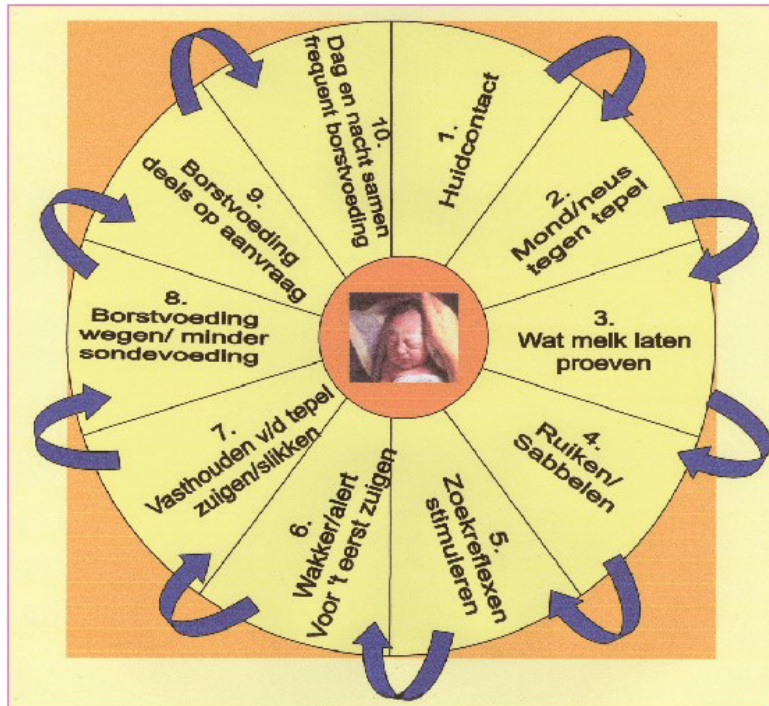 1.
Huidcontact
2.
Mond/neus
tegen tepel
3.
Wat melk laten
proeven
4.
Ruiken/
Sabbelen
5.
Zoekreflexen
stimuleren
6.
Wakker/alert
Voor 't eerst zuigen
7.
Vasthouden v/d tepel
zuigen/slikken
8.
Borstvoeding
wegen/ minder
sondevoeding
9.
Borstvoeding
deels op aanvraag
10.
Dag en nacht samen
frequent borstvoeding